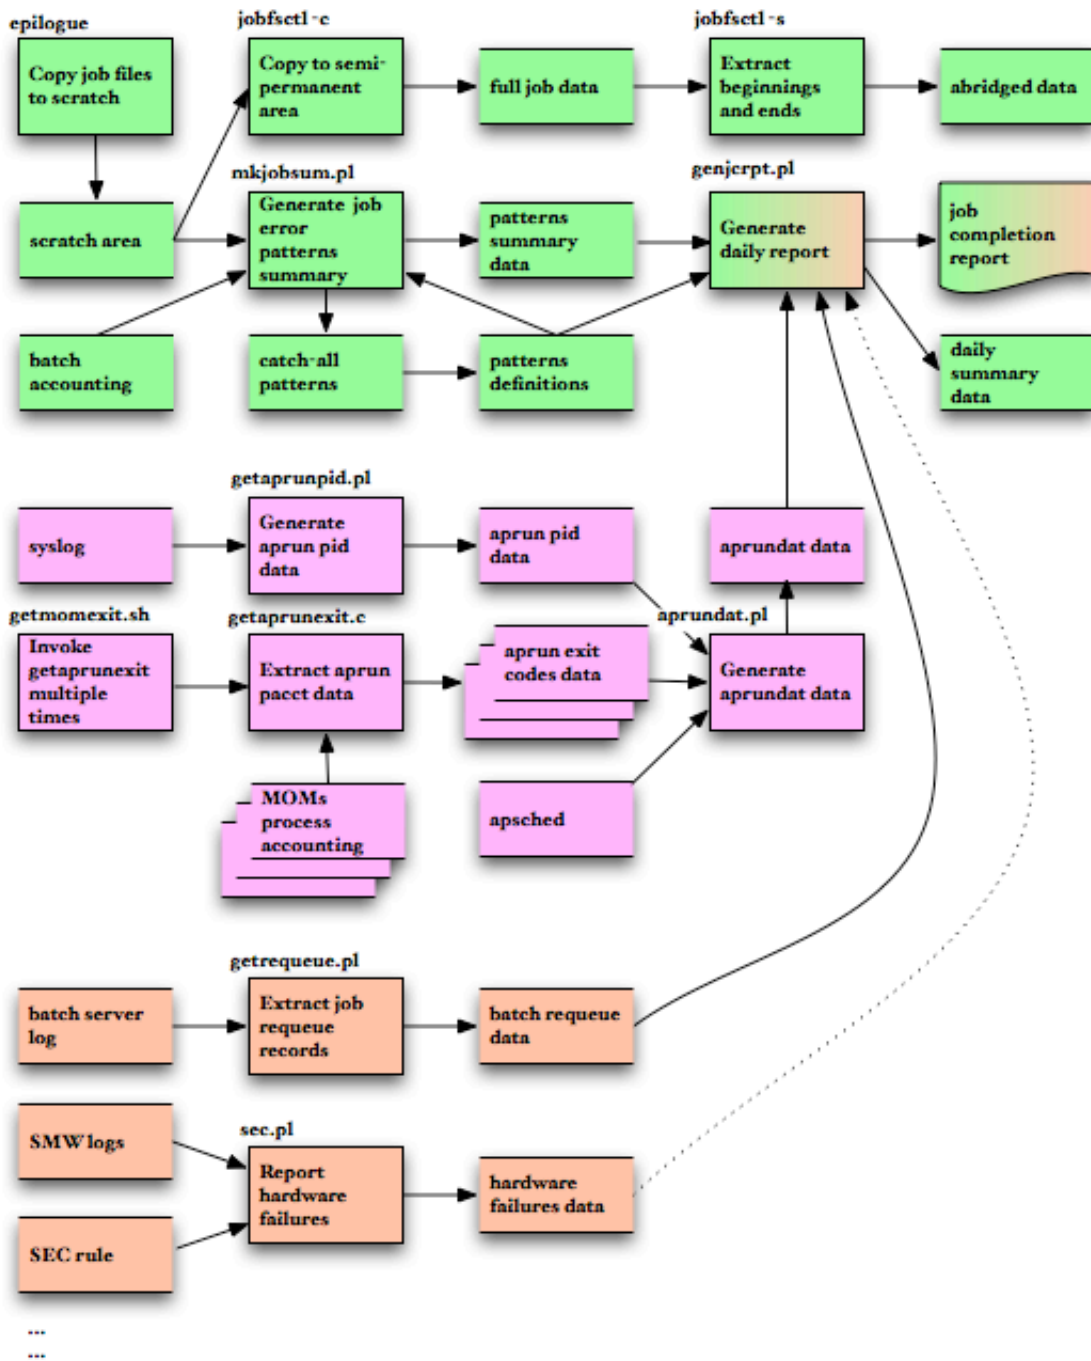 epilogue
jobfsctl -c
jobfsctl -s
Copy job files
to scratch
Copy to semi-
permanent
area
full job data
Extract
beginnings
and ends
abridged data
mkjobsum.pl
genjcrpt.pl
scratch area
Generate job
error
patterns
summary
patterns
summary
data
Generate
daily report
job
completion
report
batch
accounting
catch-all
patterns
patterns
definitions
daily
summary
data
getaprunpid.pl
syslog
Generate
aprun pid
data
aprun pid
data
aprundat data
getmomexit.sh
getaprunexit.c
aprundat.pl
Invoke
getaprunexit
multiple
times
Extract aprun
pacct data
aprun exit
codes data
Generate
aprundat data
MOMs
process
accounting
apsched
getrequeue.pl
batch server
log
Extract job
requeue
records
batch requeue
data
SMW logs
sec.pl
Report
hardware
failures
hardware
failures data
SEC rule
...
...